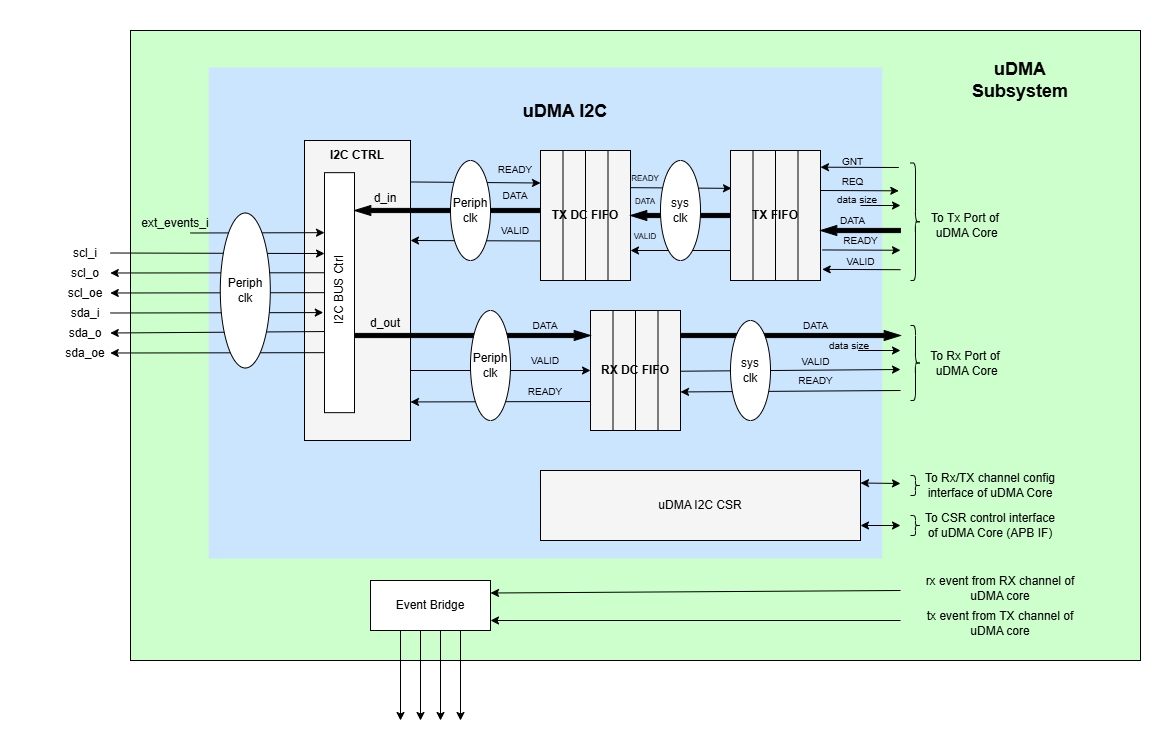 uDMA
Subsystem
uDMA I2C
I2C CTRL
I2C BUS Ctrl
d_in
d_out
ext_events_i
scl_i
scl_o
scl_oe
sda_i
sda_o
sda_oe
Periph
clk
Periph
clk
READY
DATA
VALID
TX DC FIFO
READY
DATA
VALID
sys
clk
TX FIFO
GNT
REQ
data size
DATA
READY
VALID
To Tx Port of
uDMA Core
Periph
clk
DATA
VALID
READY
RX DC FIFO
sys
clk
DATA
data size
VALID
READY
To Rx Port of
uDMA Core
uDMA I2C CSR
To Rx/TX channel config
interface of uDMA Core
To CSR control interface
of uDMA Core (APB IF)
Event Bridge
rx event from RX channel of
uDMA core
tx event from TX channel of
uDMA core